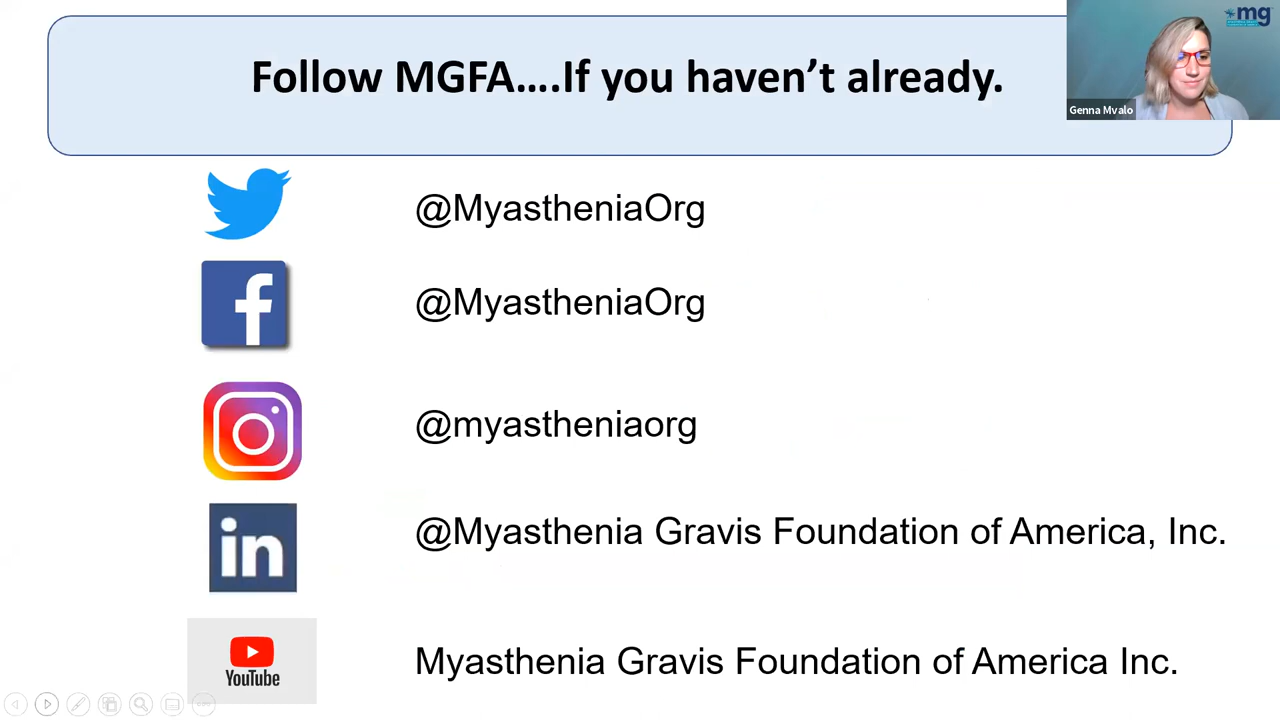 mg
Follow MGFA....If you haven't already.
Genna Mvalo
@MyastheniaOrg
@MyastheniaOrg
@myastheniaorg
in
@Myasthenia Gravis Foundation of America, Inc.
YouTube
Myasthenia Gravis Foundation of America Inc.